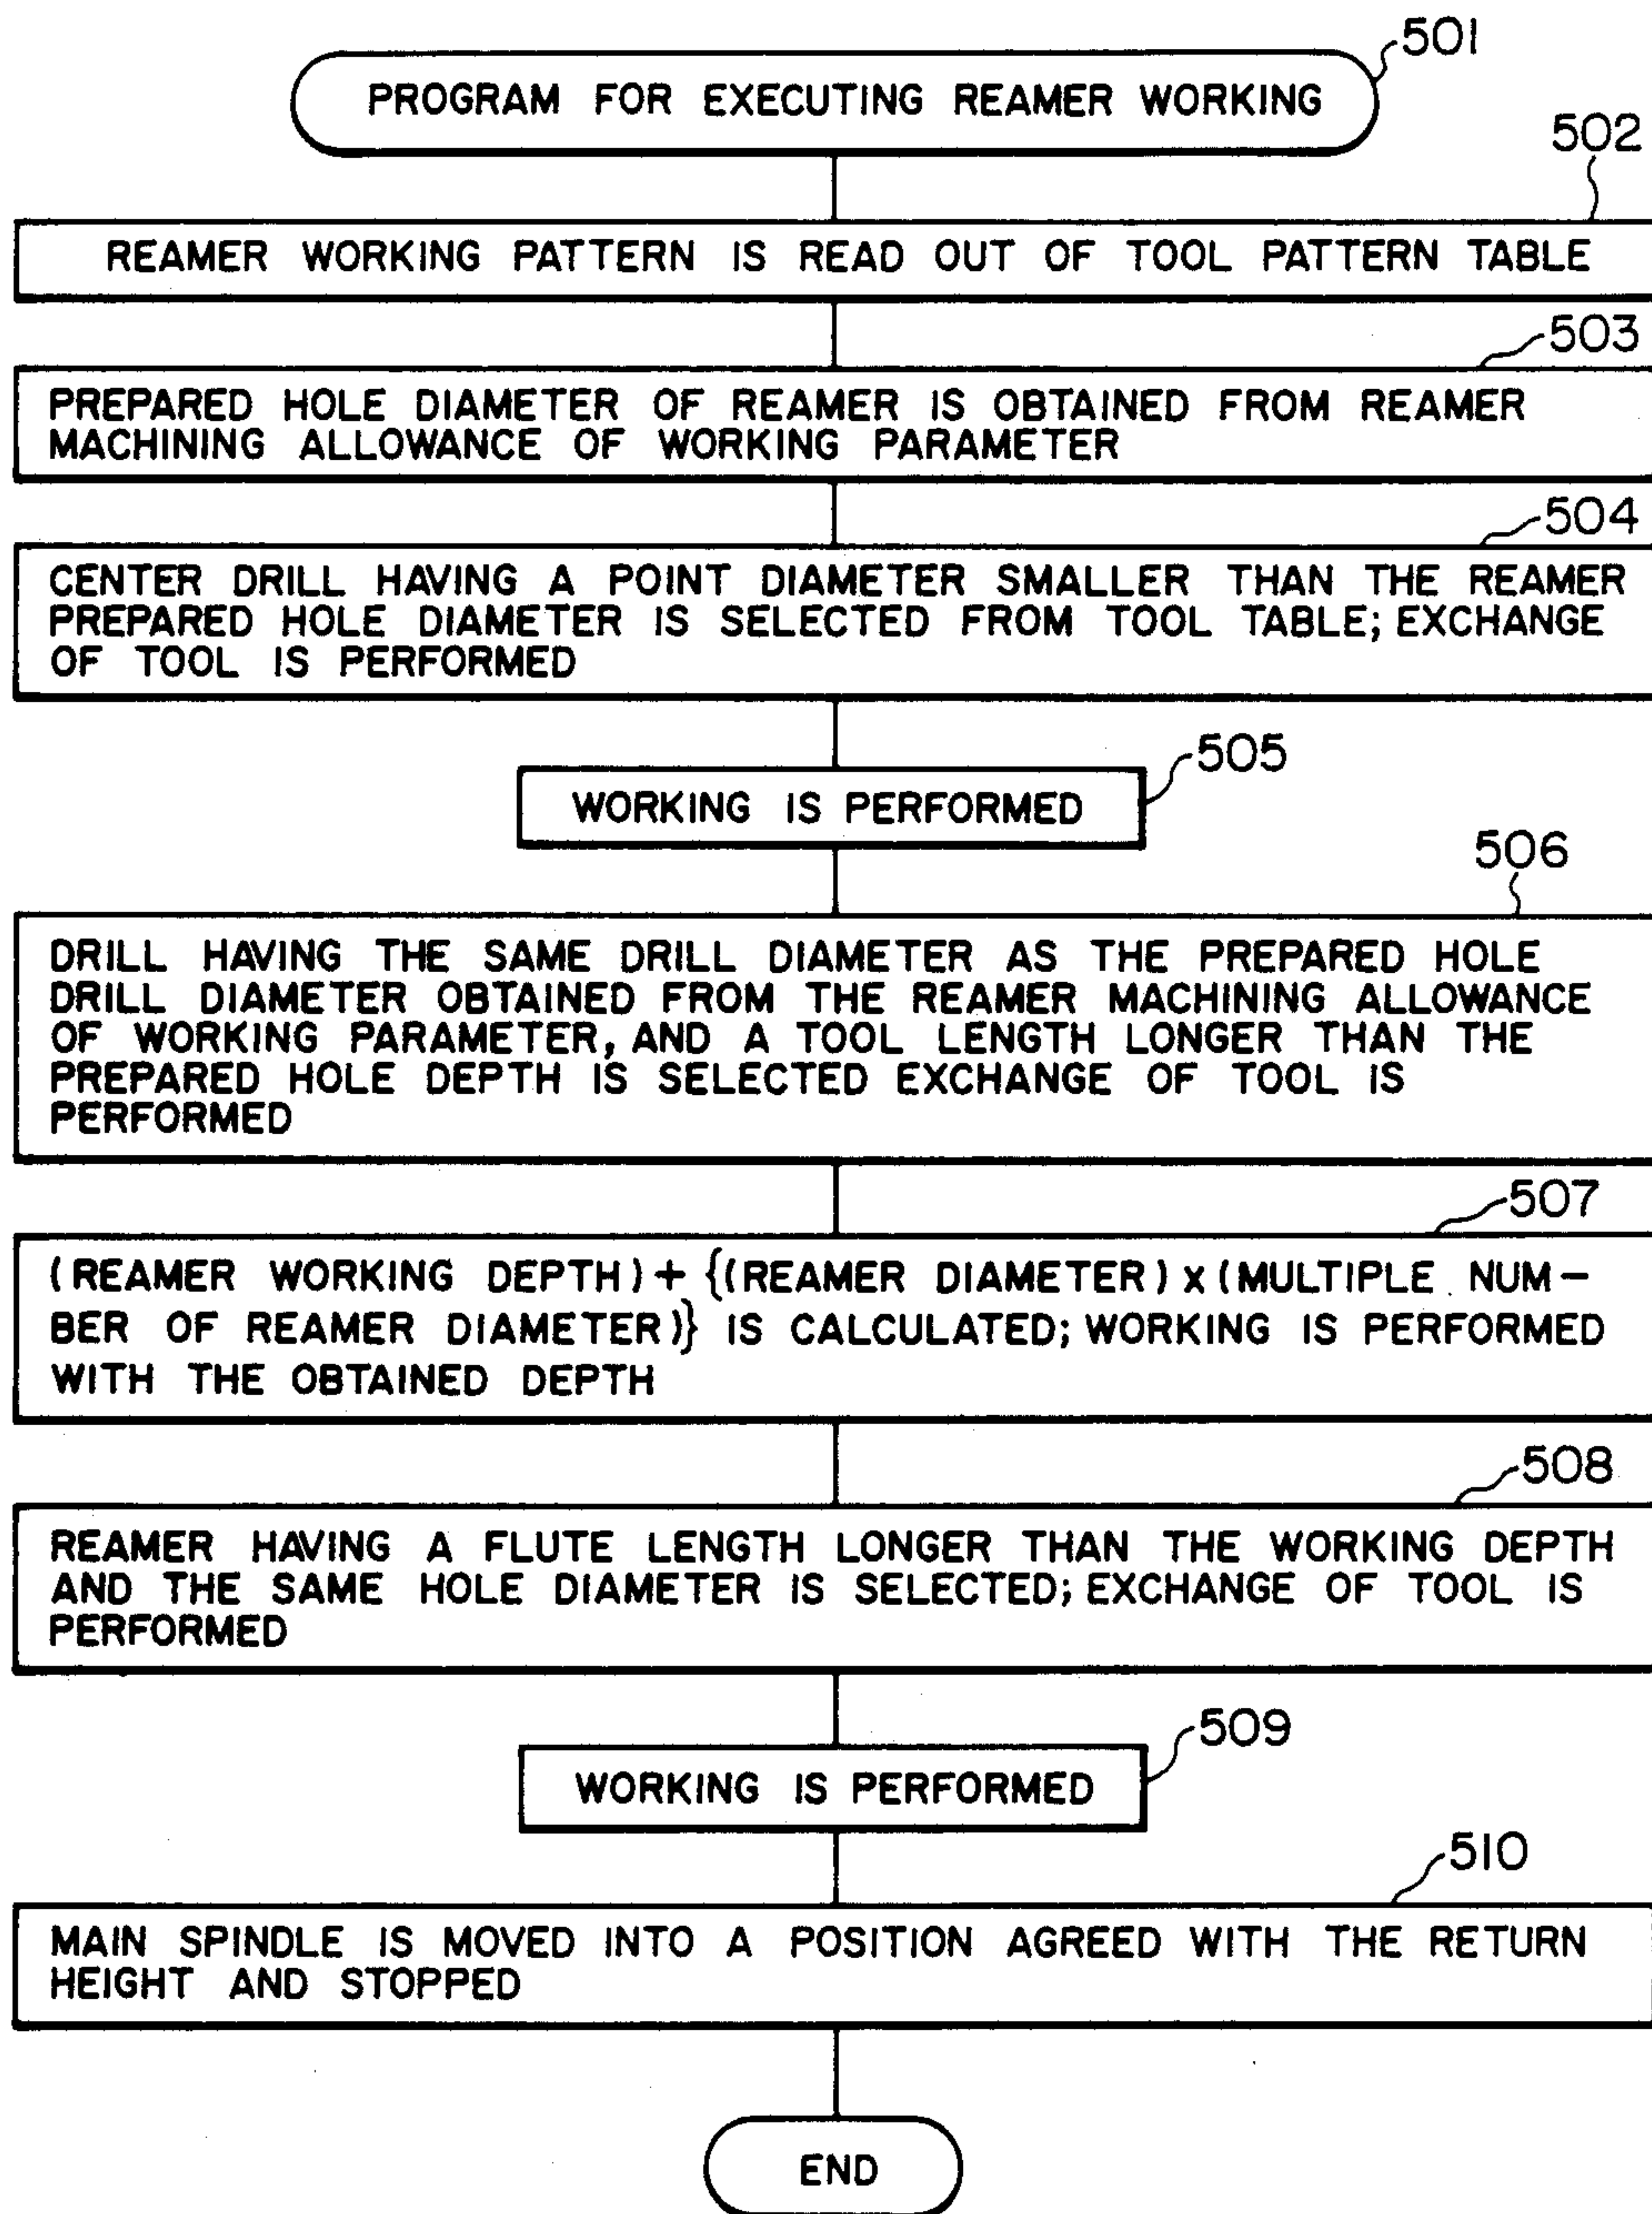 501
PROGRAM FOR EXECUTING REAMER WORKING
502
REAMER WORKING PATTERN IS READ OUT OF TOOL PATTERN TABLE
503
PREPARED HOLE DIAMETER OF REAMER IS OBTAINED FROM REAMER
MACHINING ALLOWANCE OF WORKING PARAMETER
504
CENTER DRILL HAVING A POINT DIAMETER SMALLER THAN THE REAMER
PREPARED HOLE DIAMETER IS SELECTED FROM TOOL TABLE; EXCHANGE
OF TOOL IS PERFORMED
505
WORKING IS PERFORMED
506
DRILL HAVING THE SAME DRILL DIAMETER AS THE PREPARED HOLE
DRILL DIAMETER OBTAINED FROM THE REAMER MACHINING ALLOWANCE
OF WORKING PARAMETER, AND A TOOL LENGTH LONGER THAN THE
PREPARED HOLE DEPTH IS SELECTED EXCHANGE OF TOOL IS
PERFORMED
507
(REAMER WORKING DEPTH) + {(REAMER DIAMETER) x (MULTIPLE NUM-
BER OF REAMER DIAMETER)} IS CALCULATED; WORKING IS PERFORMED
WITH THE OBTAINED DEPTH
508
REAMER HAVING A FLUTE LENGTH LONGER THAN THE WORKING DEPTH
AND THE SAME HOLE DIAMETER IS SELECTED; EXCHANGE OF TOOL IS
PERFORMED
509
WORKING IS PERFORMED
510
MAIN SPINDLE IS MOVED INTO A POSITION AGREED WITH THE RETURN
HEIGHT AND STOPPED
END